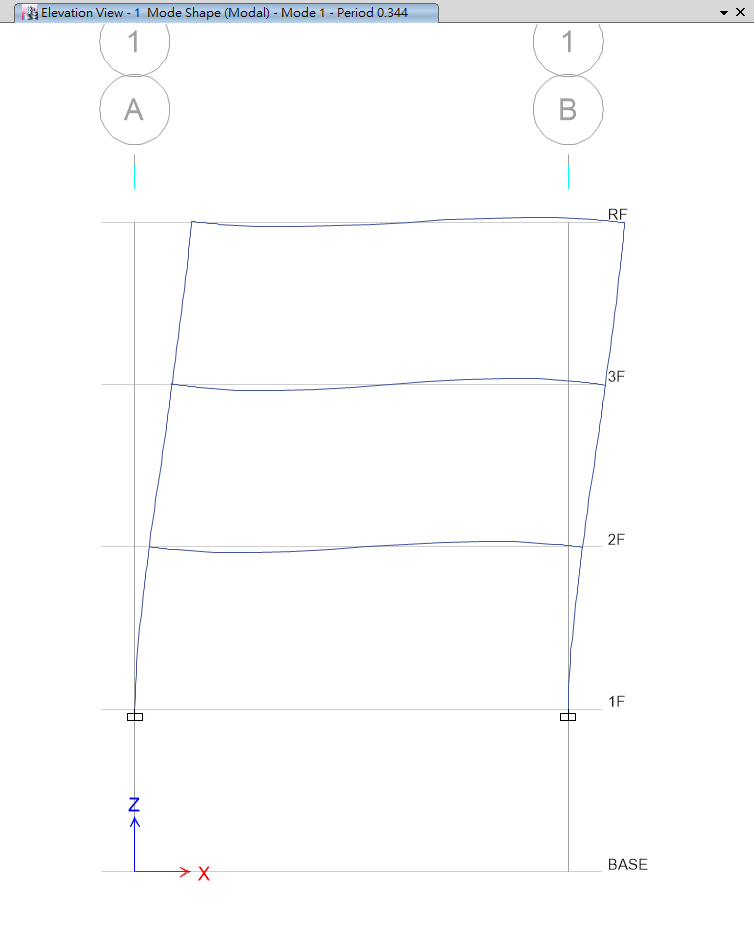 Elevation View - 1  Mode Shape (Modal) - Mode 1 - Period 0.344
1 1
A B
RF
3F
2F
1F
Z
X
BASE